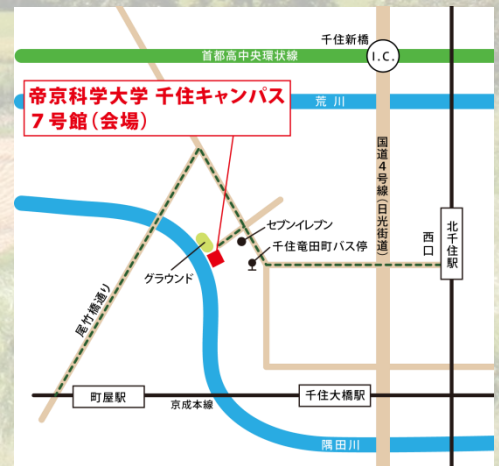 千住新橋
首都高中央環状線
I.C.
帝京科学大学 千住キャンパス
7号館（会場）
荒川
国道4号線（日光街道）
セブンイレブン
千住竜田町バス停
西口
北千住駅
グラウンド
尾竹橋通り
町屋駅
京成本線
千住大橋駅
隅田川